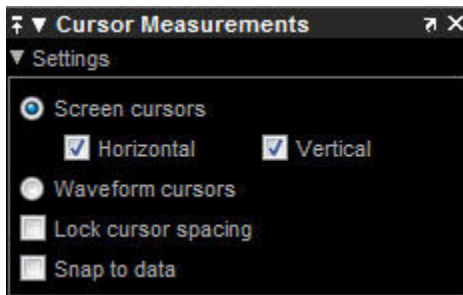 Cursor Measurements
Settings
Screen cursors
Horizontal Vertical
Waveform cursors
Lock cursor spacing
Snap to data